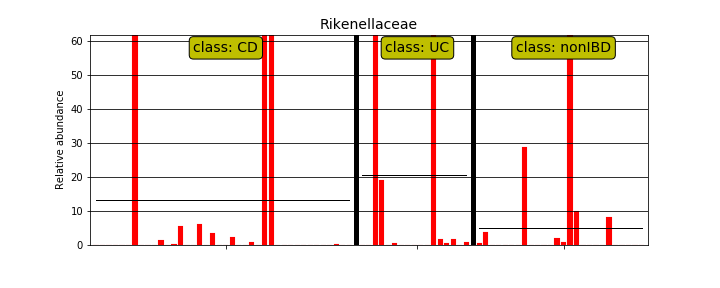 Rikenellaceae
class: CD
class: UC
class: nonIBD
Relative abundance
60
50
40
30
20
10
0